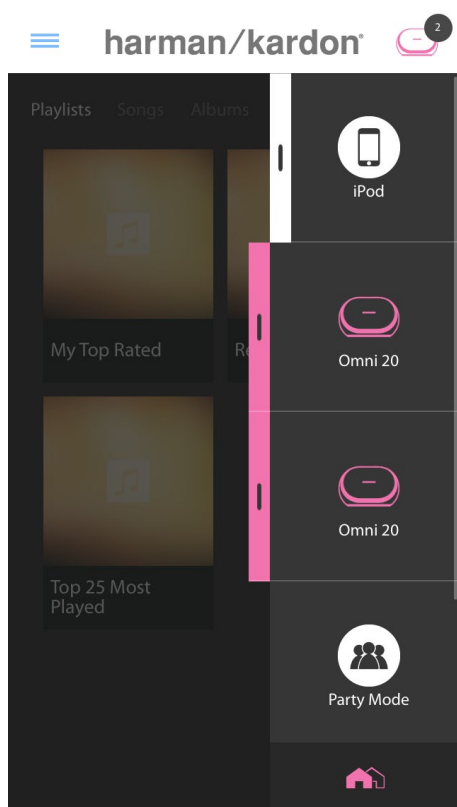 harman/kardon®
2
Playlists Songs Albums
iPod
My Top Rated
Omni 20
Top 25 Most
Played
Omni 20
Party Mode